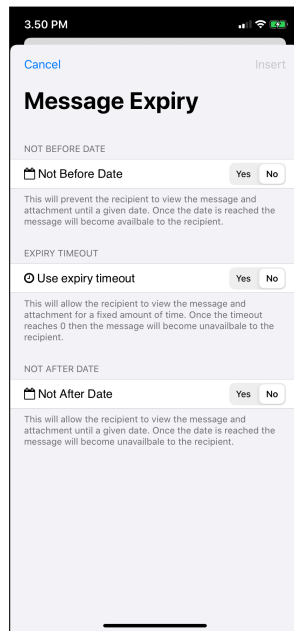 3.50 PM
Cancel Insert
Message Expiry
NOT BEFORE DATE
Not Before Date Yes No
This will prevent the recipient to view the message and
attachment until a given date. Once the date is reached the
message will become availbale to the recipient.
EXPIRY TIMEOUT
Use expiry timeout Yes No
This will allow the recipient to view the message and
attachment for a fixed amount of time. Once the timeout
reaches 0 then the message will become unavailbale to the
recipient.
NOT AFTER DATE
Not After Date Yes No
This will allow the recipient to view the message and
attachment until a given date. Once the date is reached the
message will become unavailbale to the recipient.